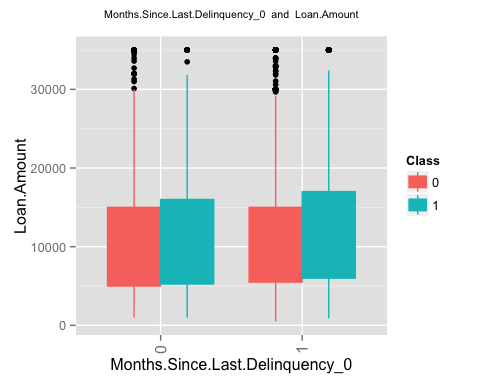 Months.Since.Last.Delinquency_0 and Loan.Amount
30000
20000
10000
0
Loan.Amount
0
1
Months.Since.Last.Delinquency_0
Class
0
1